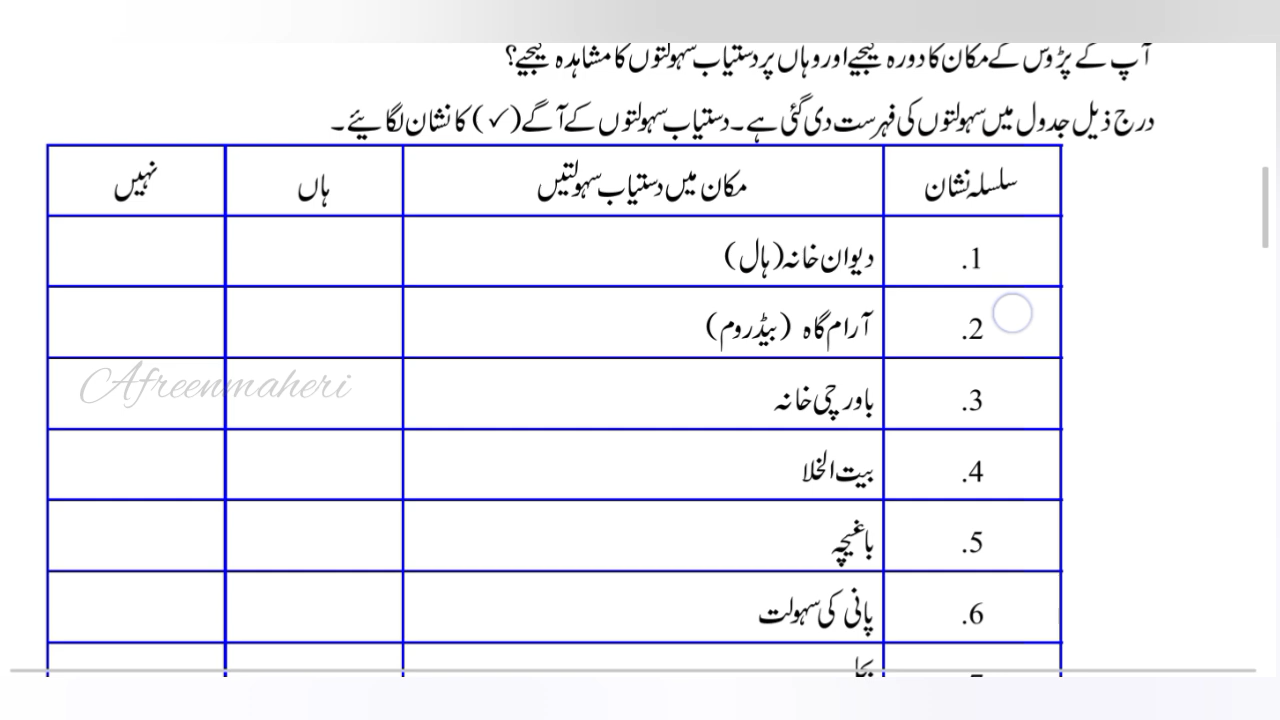 آپ کے پڑوس کے مکان کا دورہ کیجیے اور وہاں پر دستیاب سہولتوں کا مشاہدہ کیجیے؟
درج ذیل جدول میں سہولتوں کی فہرست دی گئی ہے۔ دستیاب سہولتوں کے آگے (✓) کا نشان لگائیے۔
سلسلہ نشان مکان میں دستیاب سہولتیں ہاں نہیں
1. دیوان خانہ (ہال)
2. آرام گاہ (بیڈروم)
3. باورچی خانہ
Afreenmaheri
4. بیت الخلا
5. باغیچہ
6. پانی کی سہولت